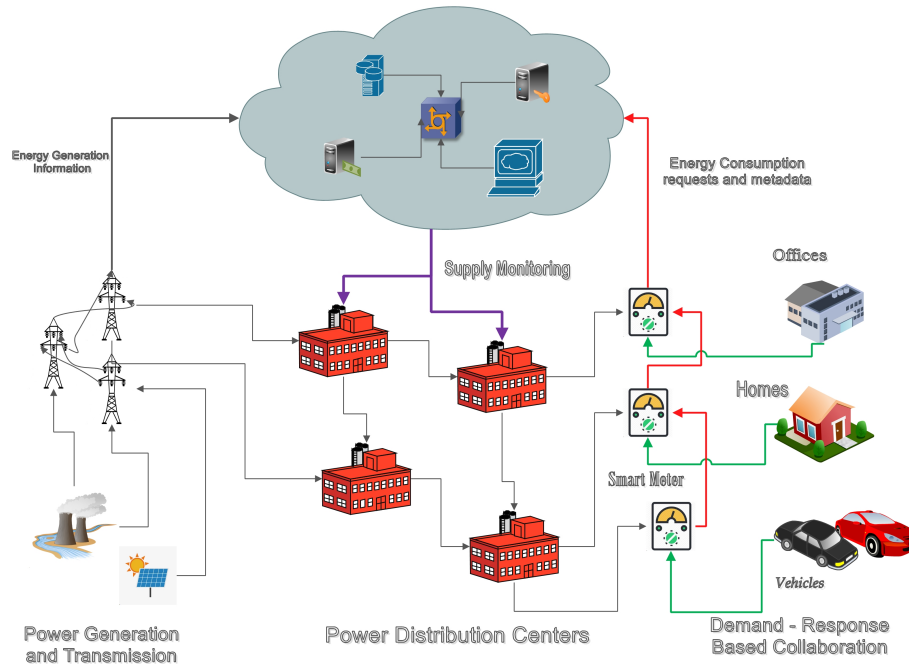 Energy Generation
Information
Energy Consumption
requests and metadata
Supply Monitoring
Offices
Homes
Smart Meter
Vehicles
Power Generation
and Transmission
Power Distribution Centers
Demand - Response
Based Collaboration